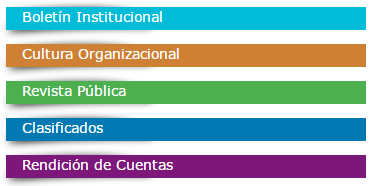 Boletín Institucional
Cultura Organizacional
Revista Pública
Clasificados
Rendición de Cuentas